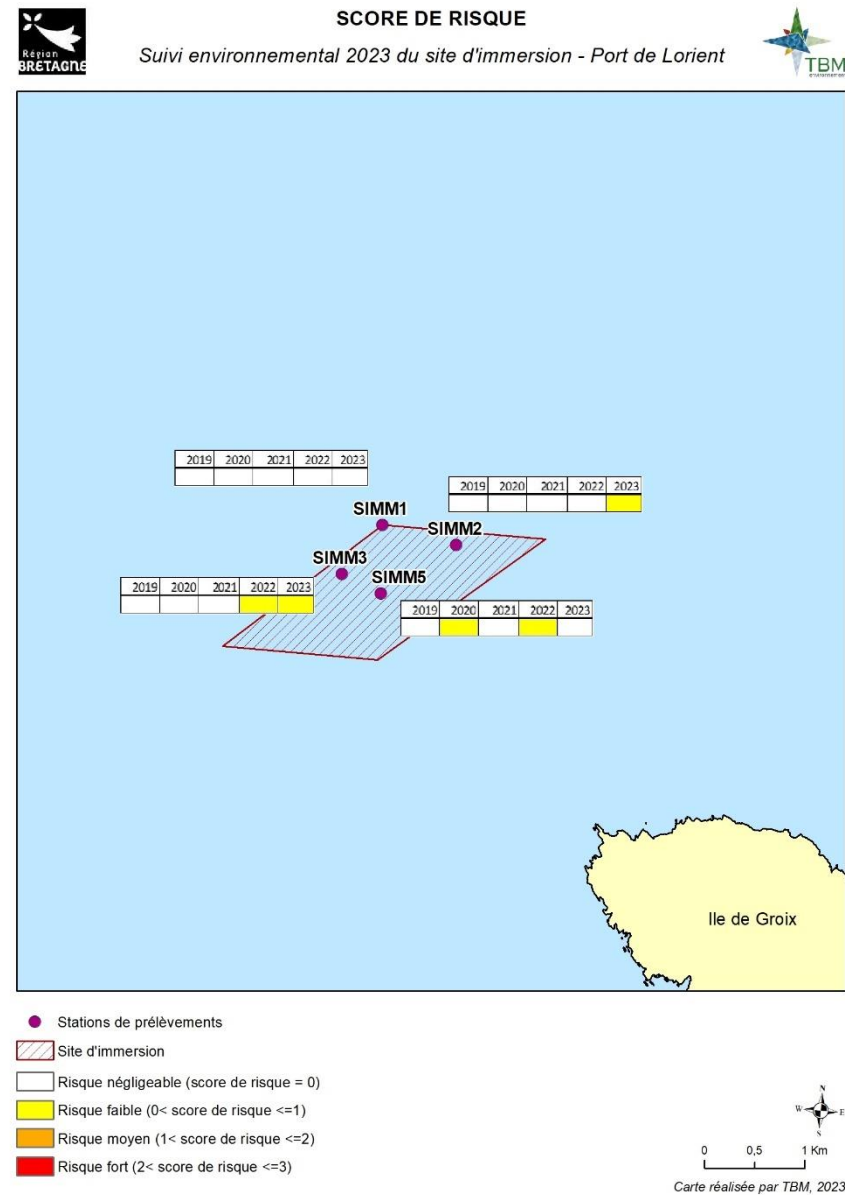 SCORE DE RISQUE
Suivi environnemental 2023 du site d'immersion - Port de Lorient
Région
BRETAGNE
TBM
2019 2020 2021 2022 2023
2019 2020 2021 2022 2023
SIMM1
SIMM2
SIMM3
SIMM5
2019 2020 2021 2022 2023
2019 2020 2021 2022 2023
Ile de Groix
Stations de prélèvements
Site d'immersion
Risque négligeable (score de risque = 0)
Risque faible (0< score de risque <=1)
Risque moyen (1< score de risque <=2)
Risque fort (2< score de risque <=3)
N
W E
S
0 0,5 1 Km
Carte réalisée par TBM, 2023